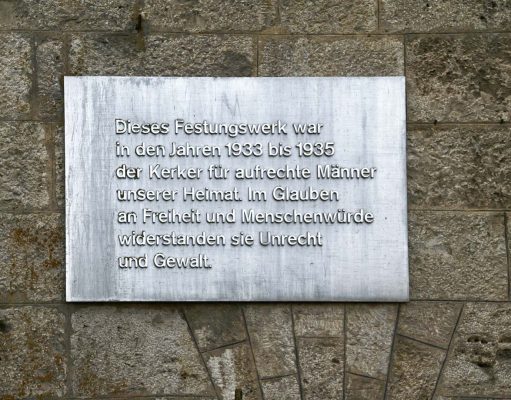 Dieses Festungswerk war
in den Jahren 1933 bis 1935
der Kerker für aufrechte Männer
unserer Heimat. Im Glauben
an Freiheit und Menschenwürde
widerstanden sie Unrecht
und Gewalt.